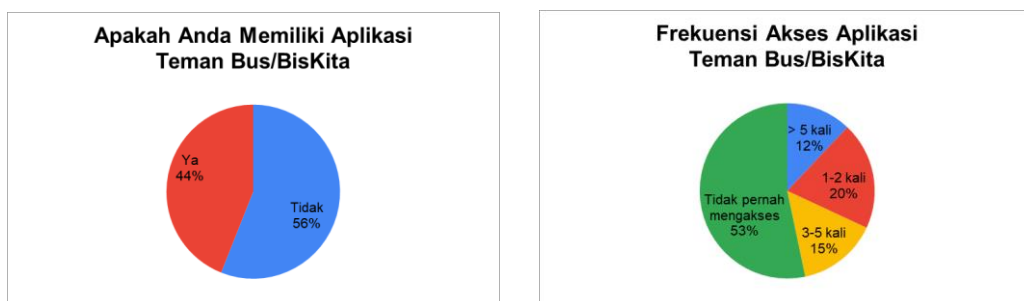 Apakah Anda Memiliki Aplikasi
Teman Bus/BisKita
Ya
44%
Tidak
56%
Frekuensi Akses Aplikasi
Teman Bus/BisKita
> 5 kali
12%
1-2 kali
20%
3-5 kali
15%
Tidak pernah
mengakses
53%